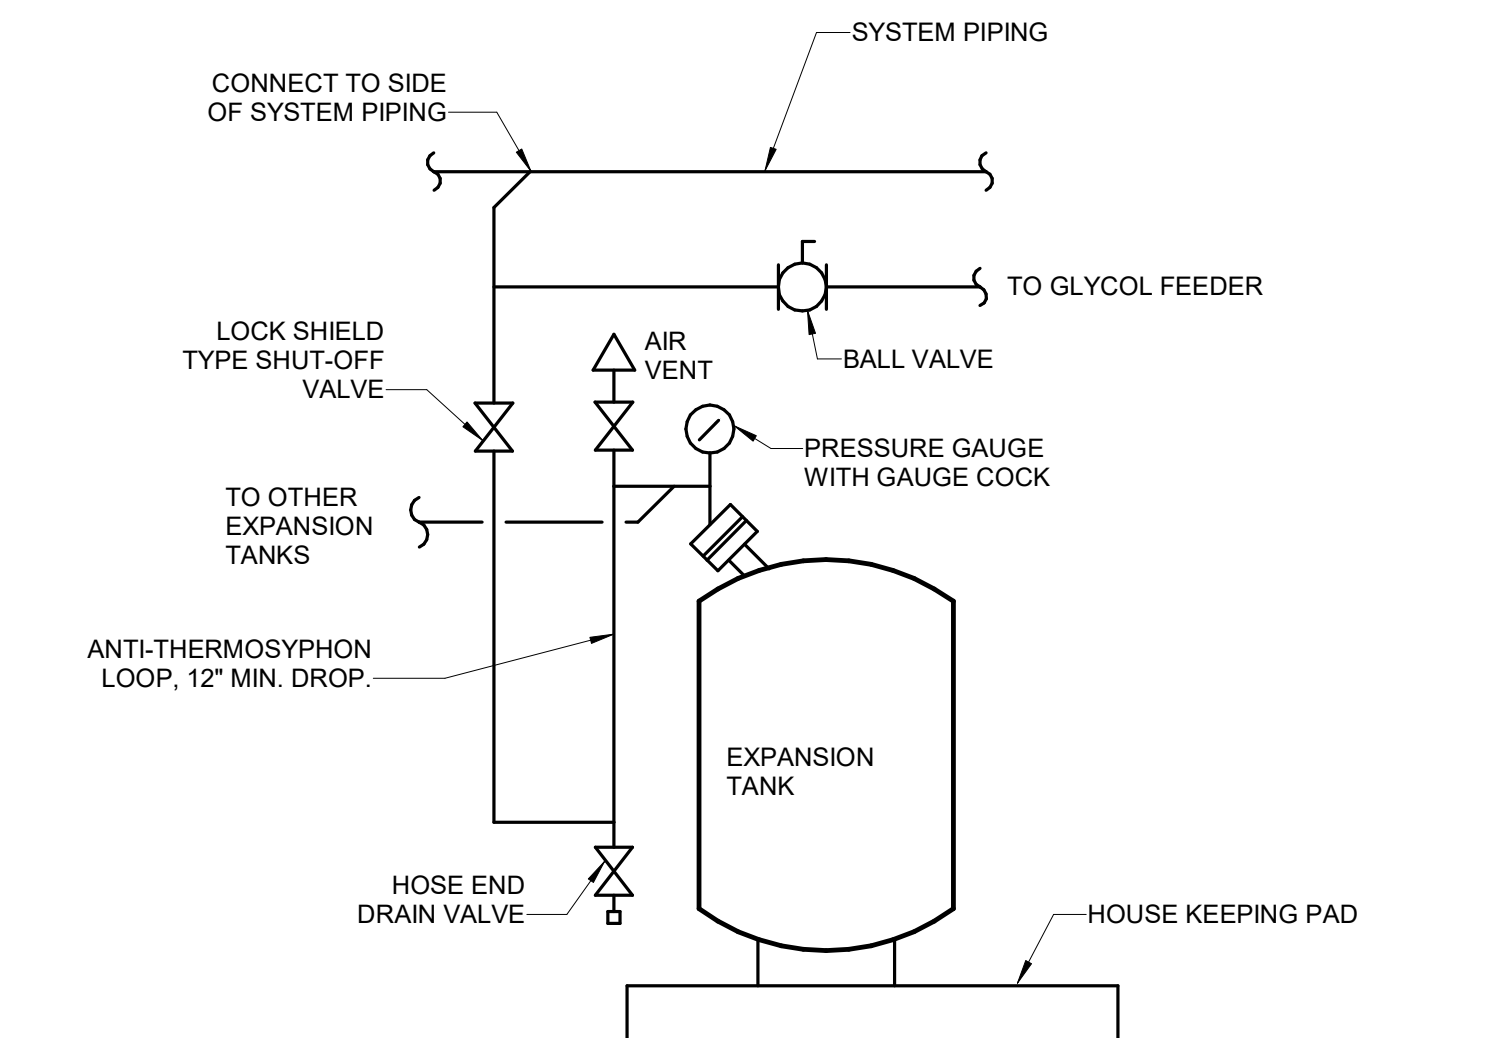 SYSTEM PIPING
CONNECT TO SIDE
OF SYSTEM PIPING
TO GLYCOL FEEDER
LOCK SHIELD
TYPE SHUT-OFF
VALVE
AIR
VENT
BALL VALVE
PRESSURE GAUGE
WITH GAUGE COCK
TO OTHER
EXPANSION
TANKS
ANTI-THERMOSYPHON
LOOP, 12" MIN. DROP.
EXPANSION
TANK
HOSE END
DRAIN VALVE
HOUSE KEEPING PAD